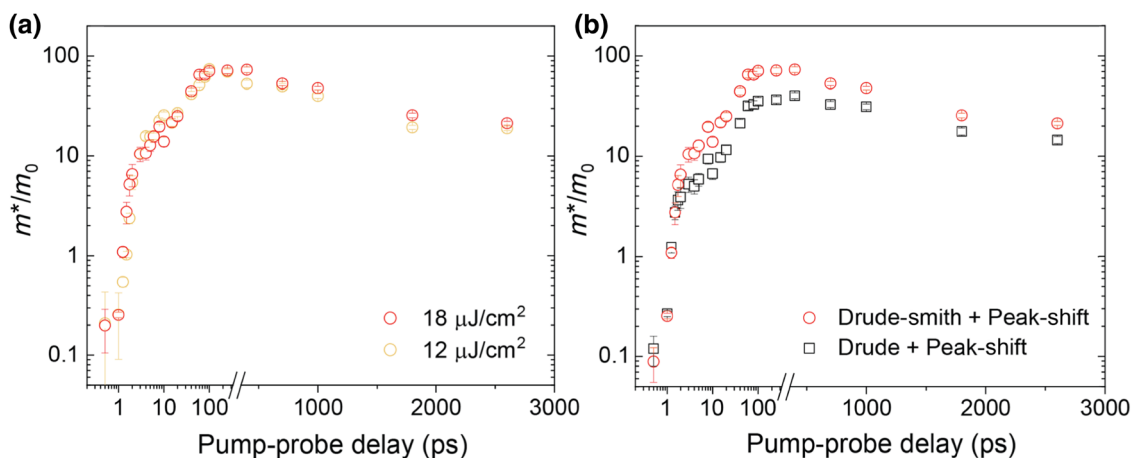 (a)
100
10
1
0.1
m*/m0
18 μJ/cm²
12 μJ/cm²
1 10 100 1000 2000 3000
Pump-probe delay (ps)
(b)
100
10
1
0.1
m*/m0
Drude-smith + Peak-shift
Drude + Peak-shift
1 10 100 1000 2000 3000
Pump-probe delay (ps)